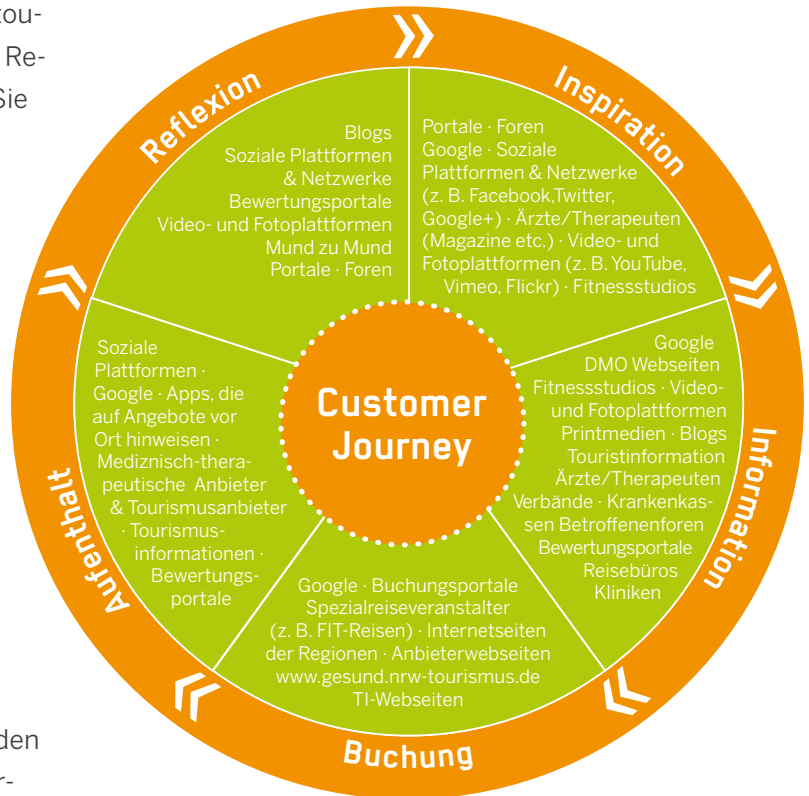 tou-
Re-
Sie
Reflexion
Blogs
Soziale Plattformen
& Netzwerke
Bewertungsportale
Video- und Fotoplattformen
Mund zu Mund
Portale · Foren
Inspiration
Portale · Foren
Google · Soziale
Plattformen & Netzwerke
(z. B. Facebook,Twitter,
Google+) · Ärzte/Therapeuten
(Magazine etc.) · Video- und
Fotoplattformen (z. B. YouTube,
Vimeo, Flickr) · Fitnessstudios
Information
Google
DMO Webseiten
Fitnessstudios · Video-
und Fotoplattformen
Printmedien · Blogs
Touristinformation
Ärzte/Therapeuten
Verbände · Krankenkas-
sen Betroffenenforen
Bewertungsportale
Reisebüros
Kliniken
Buchung
Google · Buchungsportale
Spezialreiseveranstalter
(z. B. FIT-Reisen) · Internetseiten
der Regionen · Anbieterwebseiten
www.gesund.nrw-tourismus.de
TI-Webseiten
Aufenthalt
Soziale
Plattformen ·
Google · Apps, die
auf Angebote vor
Ort hinweisen ·
Mediznisch-thera-
peutische Anbieter
& Tourismusanbieter
· Tourismus-
informationen ·
Bewertungs-
portale
Customer
Journey
den
r-